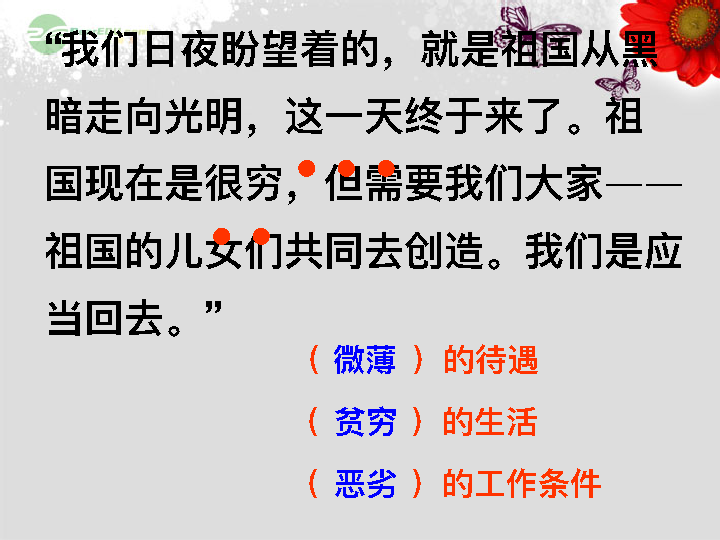 “我们日夜盼望着的，就是祖国从黑
暗走向光明，这一天终于来了。祖
国现在是很穷，但需要我们大家——
祖国的儿女们共同去创造。我们是应
当回去。”
（ 微薄 ）的待遇
（ 贫穷 ）的生活
（ 恶劣 ）的工作条件